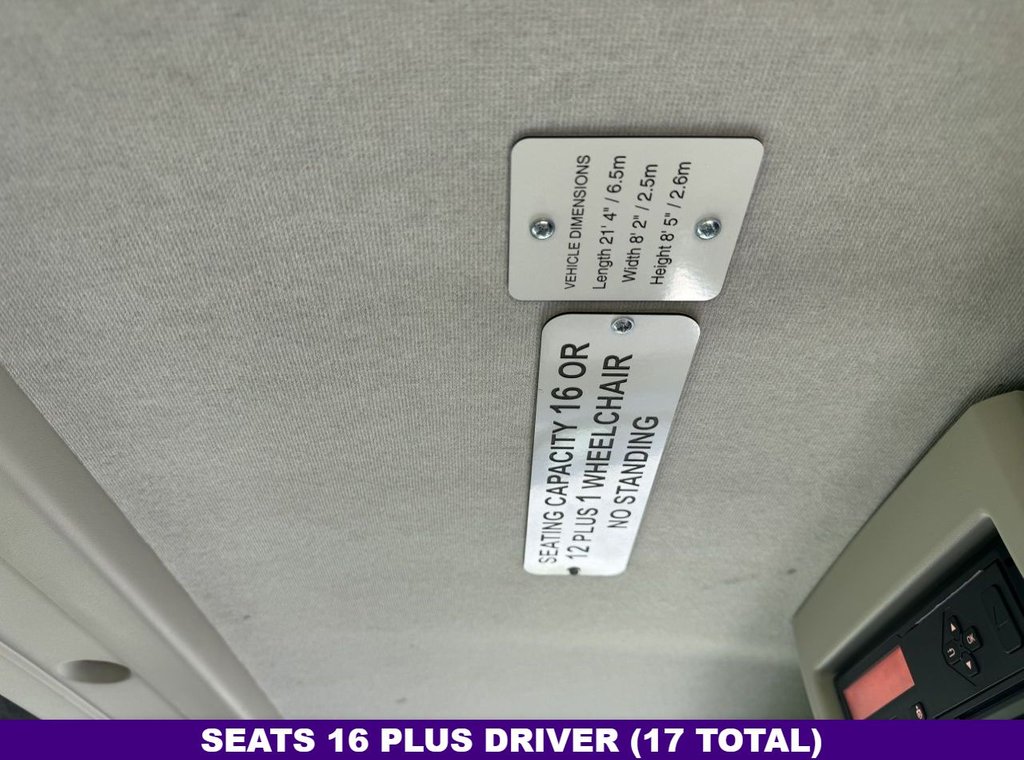 VEHICLE DIMENSIONS
Length 21' 4" / 6.5m
Width 8' 2" / 2.5m
Height 8' 5" / 2.6m
SEATING CAPACITY 16 OR
12 PLUS 1 WHEELCHAIR
NO STANDING
SEATS 16 PLUS DRIVER (17 TOTAL)